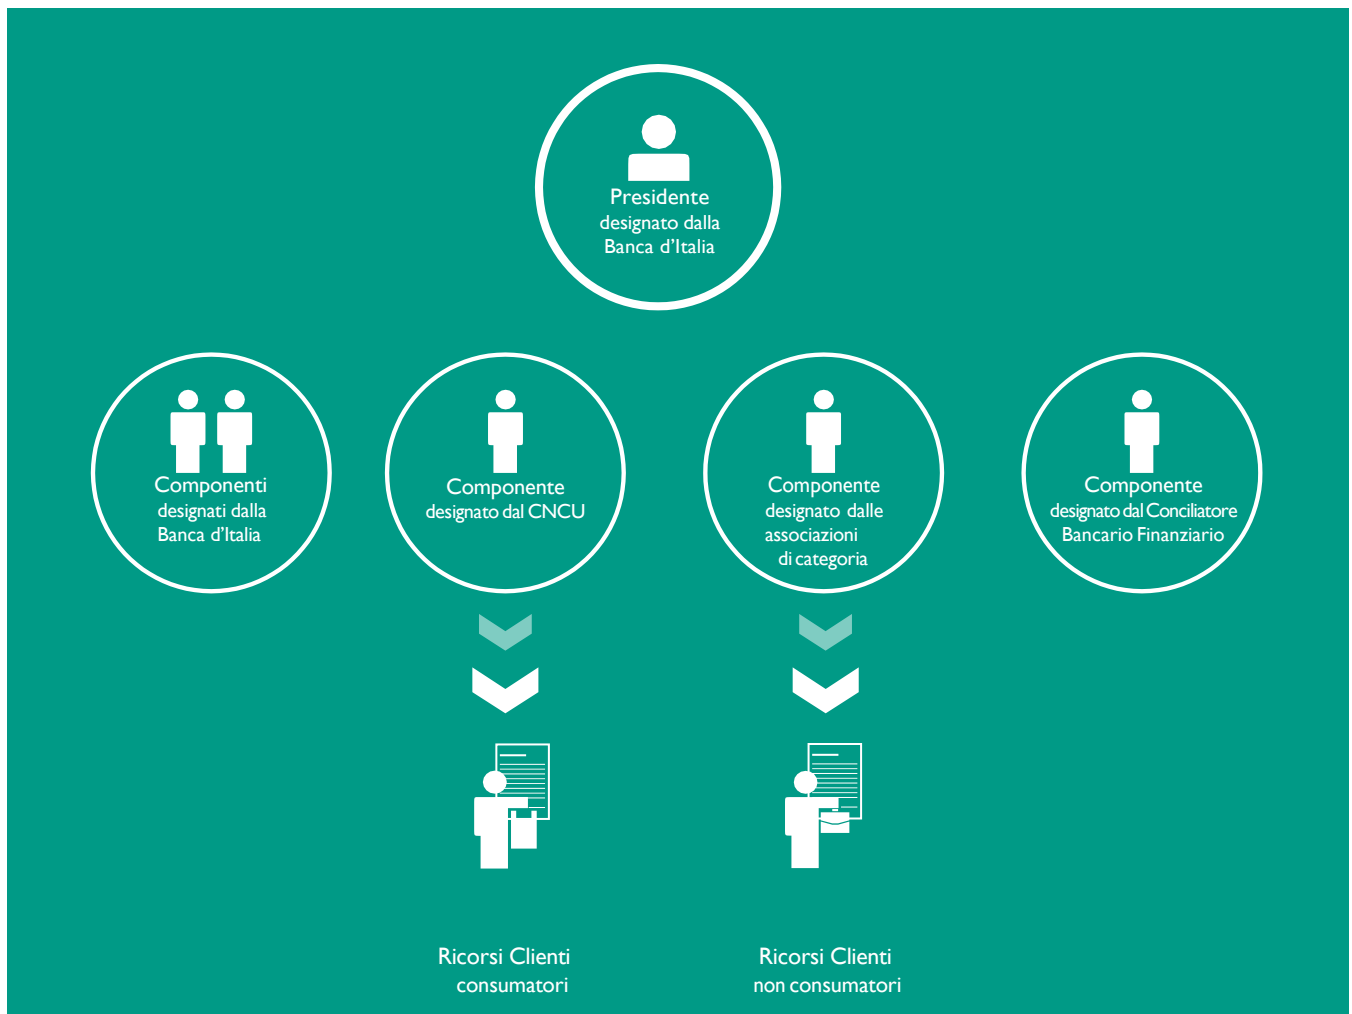 Presidente
designato dalla
Banca d’Italia
Componenti
designati dalla
Banca d’Italia
Componente
designato dal CNCU
Componente
designato dalle
associazioni
di categoria
Componente
designato dal Conciliatore
Bancario Finanziario
Ricorsi Clienti
consumatori
Ricorsi Clienti
non consumatori